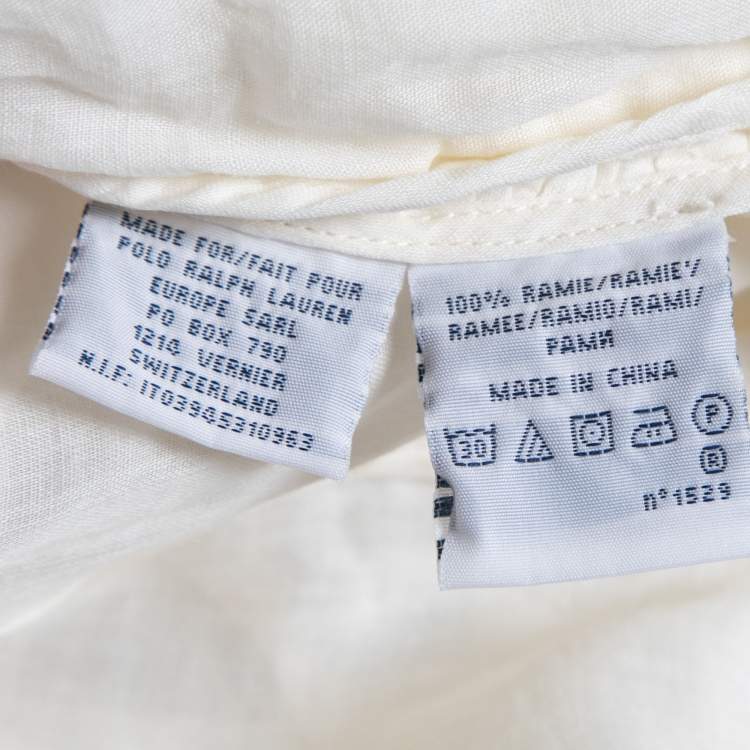 MADE FOR/FAIT POUR
POLO RALPH LAUREN
EUROPE SARL
PO BOX 790
1214, VERNIER
SWITZERLAND
N.I.F: IT03945310963
100% RAMIE/RAMIE'/
RAMEE/RAMIO/RAMI/
РАМИ
MADE IN CHINA
30
P
R
n°1529